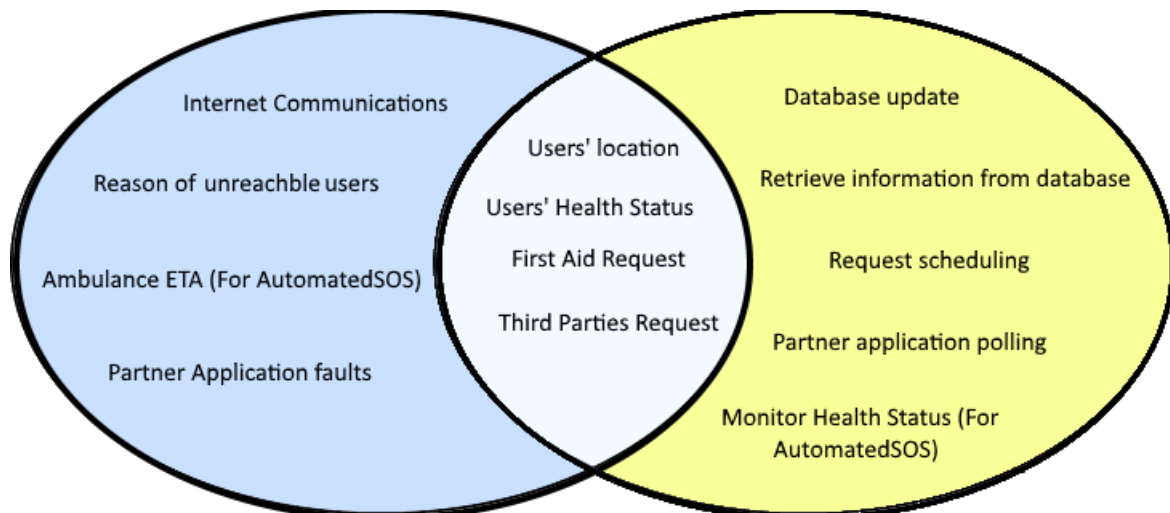 Internet Communications
Reason of unreachble users
Ambulance ETA (For AutomatedSOS)
Partner Application faults
Users' location
Users' Health Status
First Aid Request
Third Parties Request
Database update
Retrieve information from database
Request scheduling
Partner application polling
Monitor Health Status (For
AutomatedSOS)